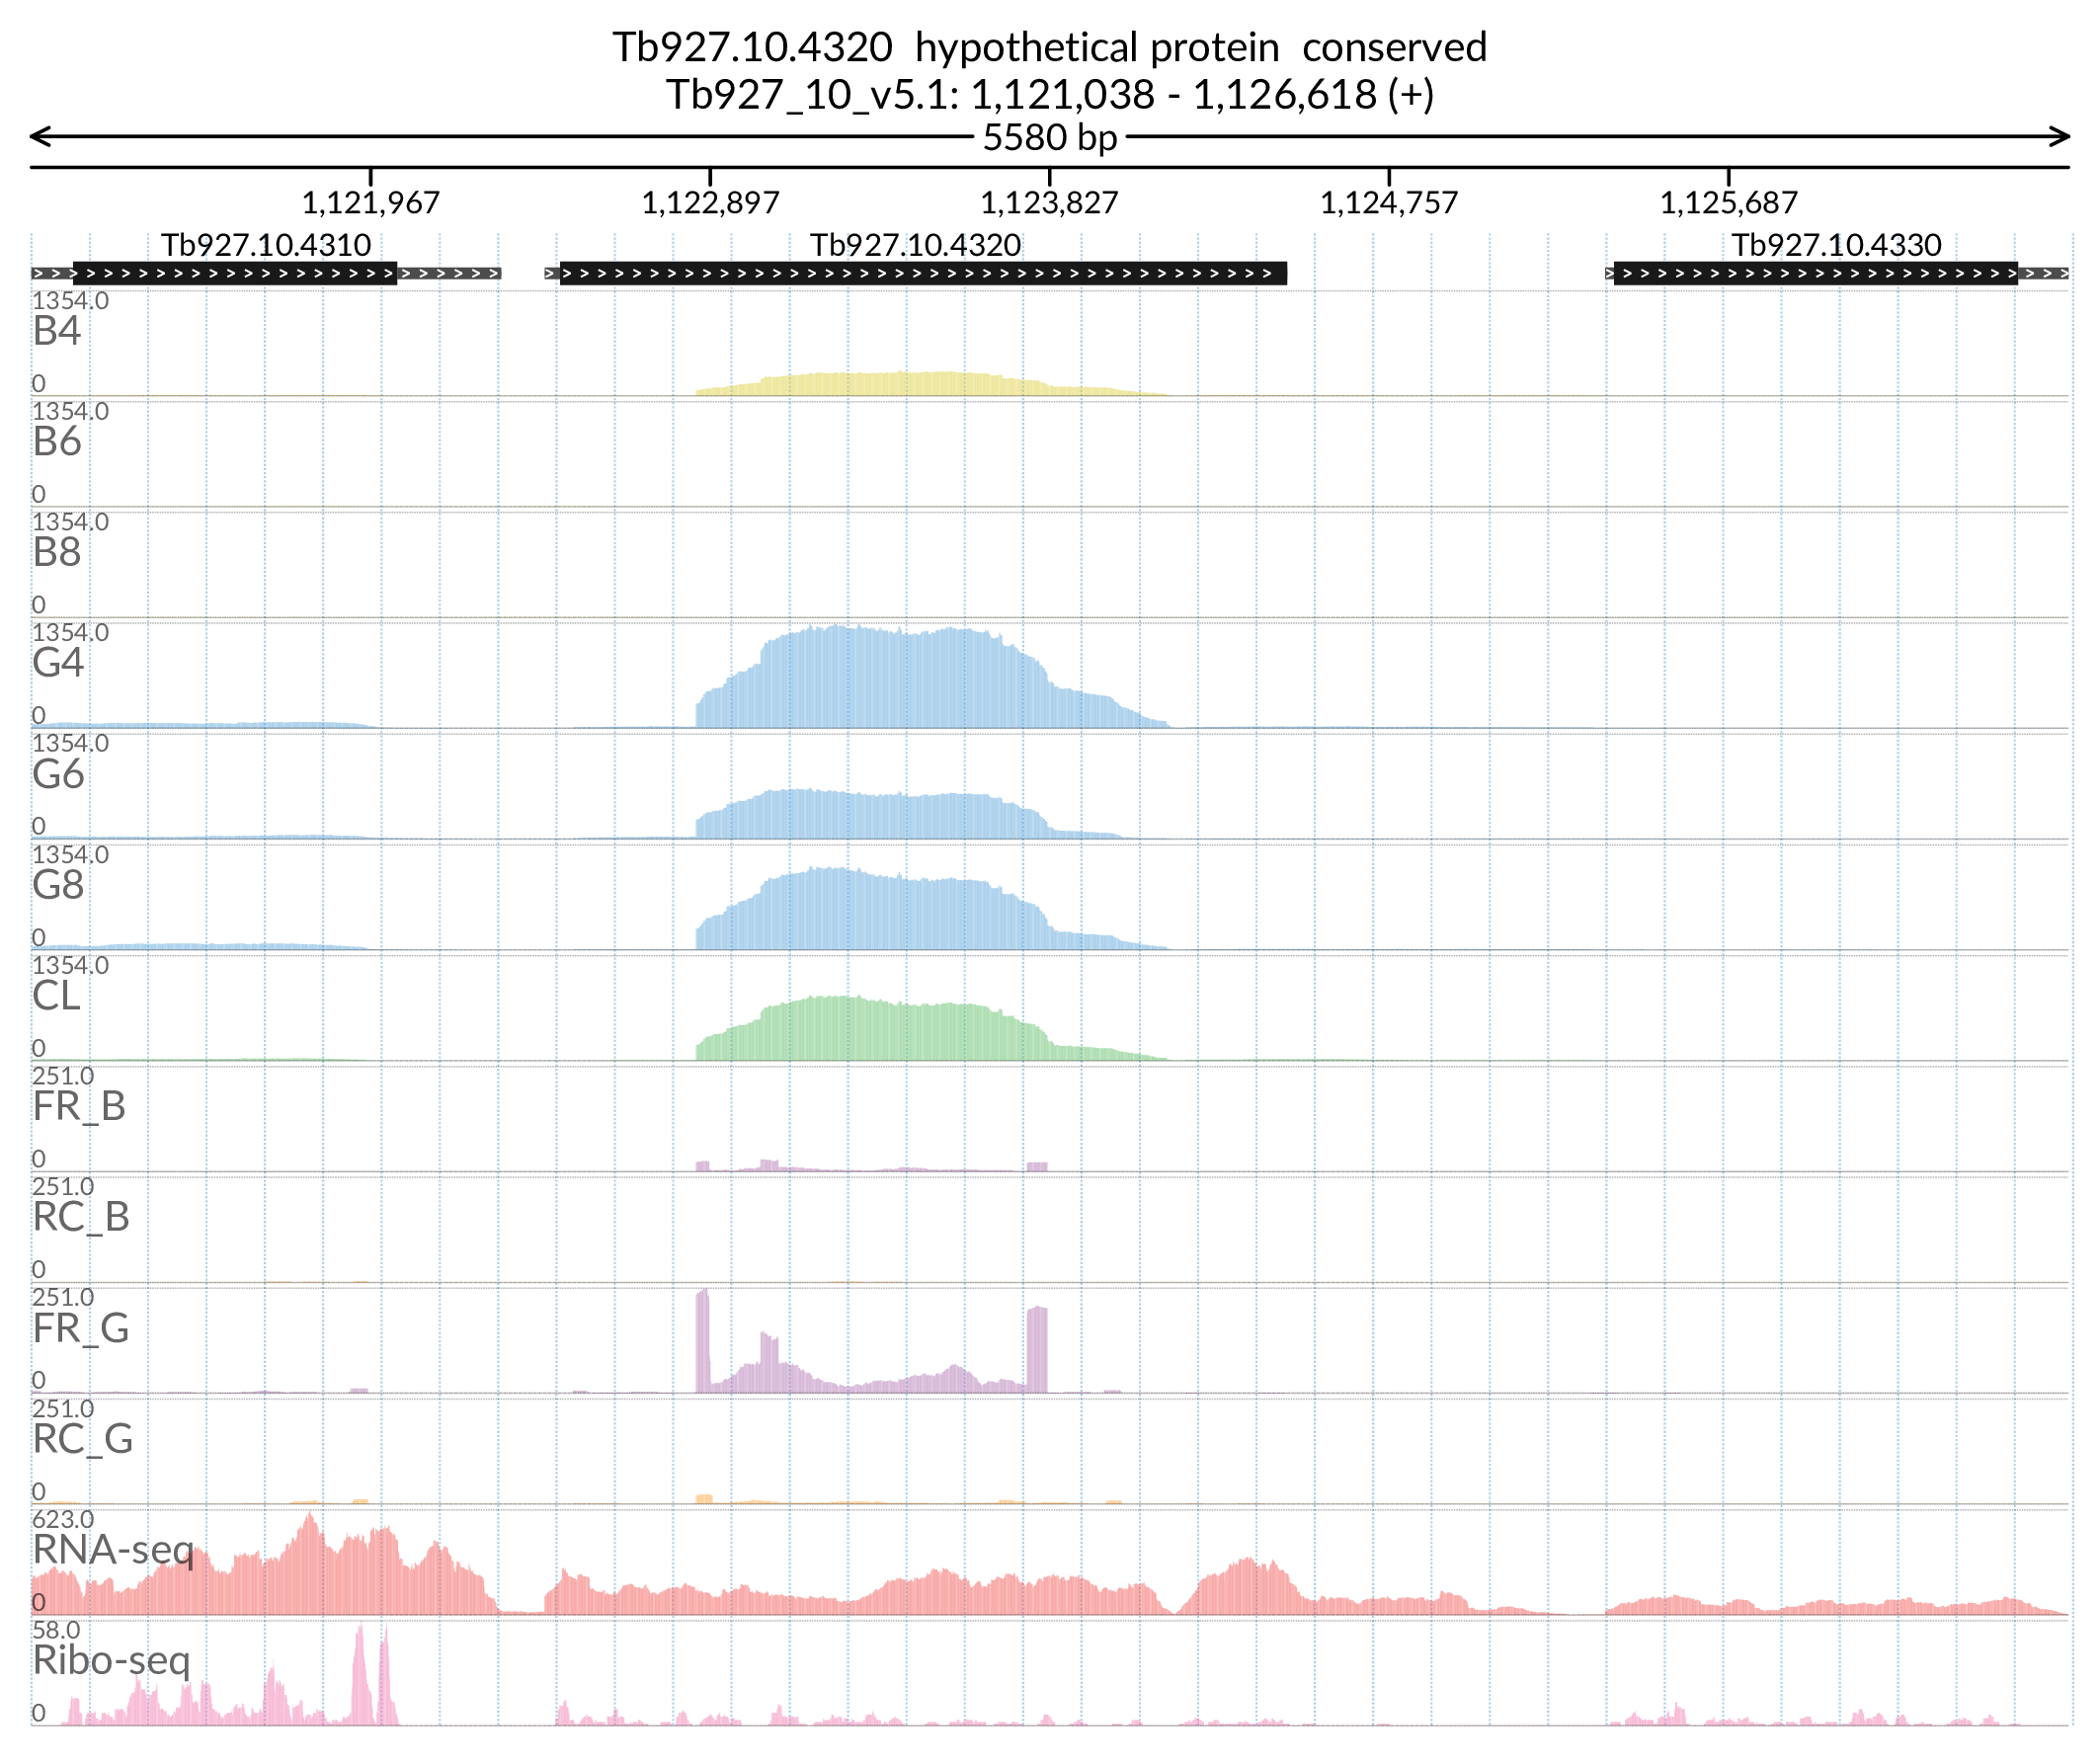 Tb927.10.4320  hypothetical protein  conserved
Tb927_10_v5.1: 1,121,038 - 1,126,618 (+)
5580 bp
1,121,967 1,122,897 1,123,827 1,124,757 1,125,687
Tb927.10.4310 Tb927.10.4320 Tb927.10.4330
1354.0
B4
0
1354.0
B6
0
1354.0
B8
0
1354.0
G4
0
1354.0
G6
0
1354.0
G8
0
1354.0
CL
0
251.0
FR_B
0
251.0
RC_B
0
251.0
FR_G
0
251.0
RC_G
0
623.0
RNA-seq
0
58.0
Ribo-seq
0